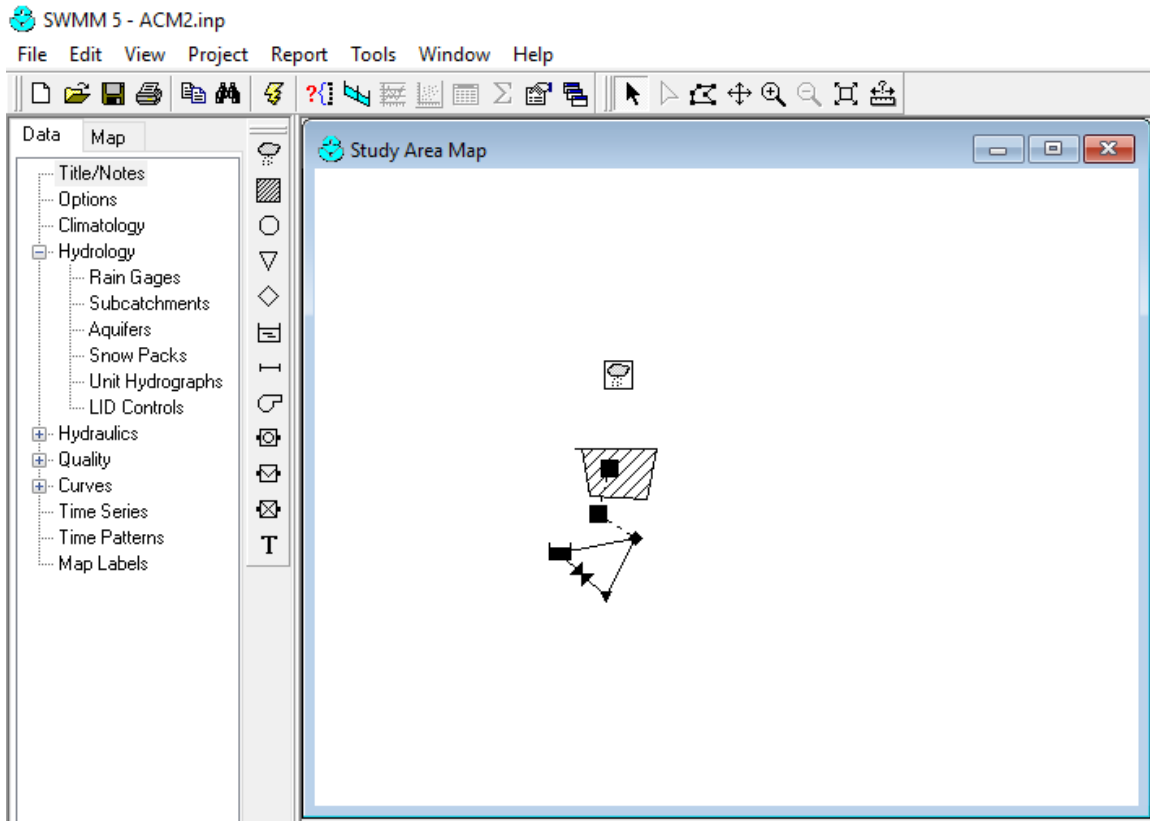 SWMM 5 - ACM2.inp
File Edit View Project Report Tools Window Help
Data Map
Title/Notes
Options
Climatology
Hydrology
Rain Gages
Subcatchments
Aquifers
Snow Packs
Unit Hydrographs
LID Controls
Hydraulics
Quality
Curves
Time Series
Time Patterns
Map Labels
T
Study Area Map